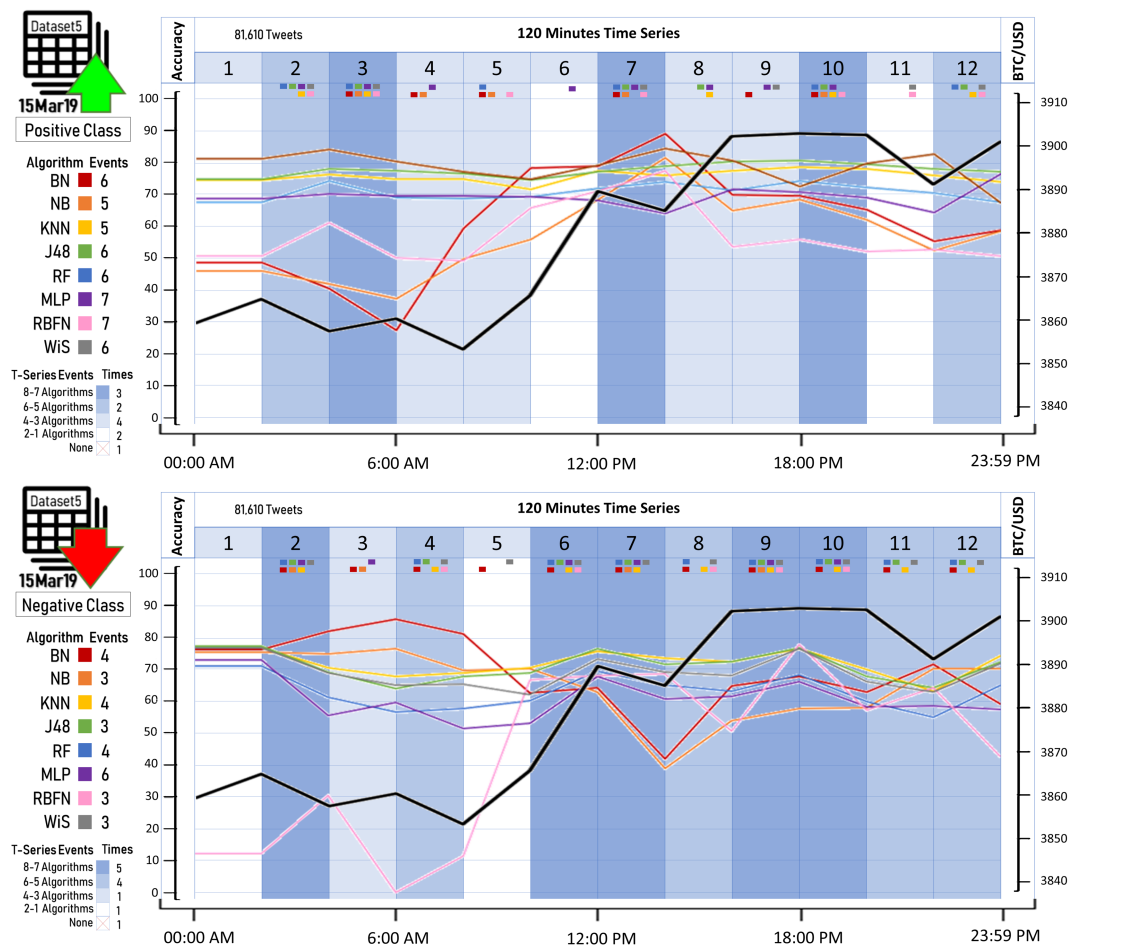 Dataset5
15Mar19
Positive Class
Algorithm Events
BN 6
NB 5
KNN 5
J48 6
RF 6
MLP 7
RBFN 7
WiS 6
T-Series Events Times
8-7 Algorithms 3
6-5 Algorithms 2
4-3 Algorithms 4
2-1 Algorithms 2
None 1
81,610 Tweets
120 Minutes Time Series
Accuracy
BTC/USD
1 2 3 4 5 6 7 8 9 10 11 12
100
90
80
70
60
50
40
30
20
10
0
3910
3900
3890
3880
3870
3860
3850
3840
00:00 AM 6:00 AM 12:00 PM 18:00 PM 23:59 PM
Dataset5
15Mar19
Negative Class
Algorithm Events
BN 4
NB 3
KNN 4
J48 3
RF 4
MLP 6
RBFN 3
WiS 3
T-Series Events Times
8-7 Algorithms 5
6-5 Algorithms 4
4-3 Algorithms 1
2-1 Algorithms 1
None 1
81,610 Tweets
120 Minutes Time Series
Accuracy
BTC/USD
1 2 3 4 5 6 7 8 9 10 11 12
100
90
80
70
60
50
40
30
20
10
0
3910
3900
3890
3880
3870
3860
3850
3840
00:00 AM 6:00 AM 12:00 PM 18:00 PM 23:59 PM